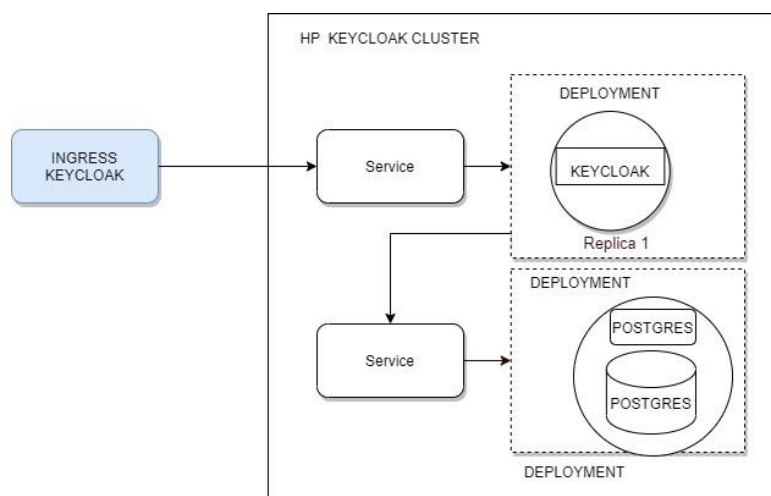 HP KEYCLOAK CLUSTER
DEPLOYMENT
INGRESS
KEYCLOAK
Service
KEYCLOAK
Replica 1
DEPLOYMENT
POSTGRES
Service
POSTGRES
DEPLOYMENT